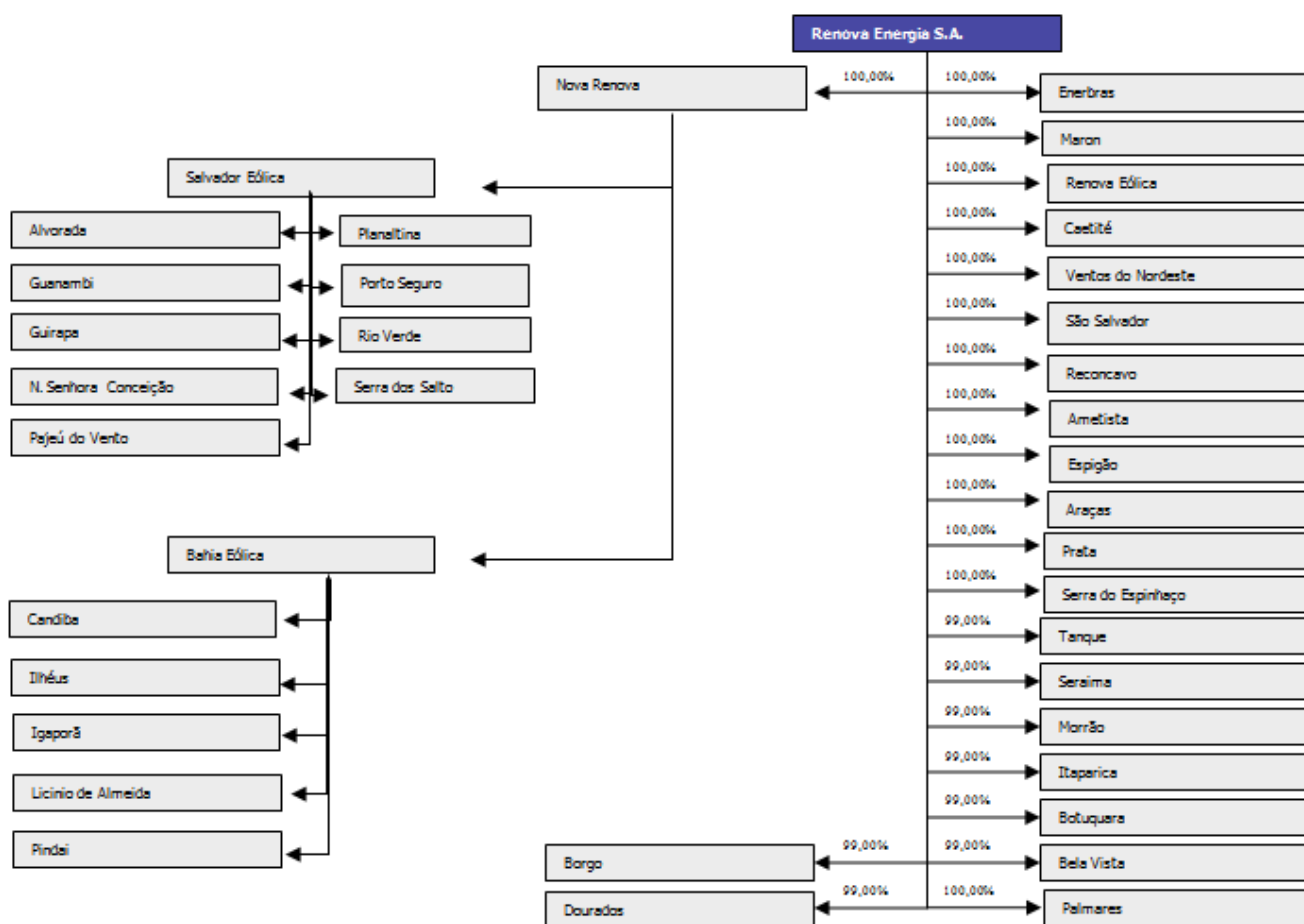 Renova Energia S.A.
Nova Renova
100,00%
100,00%
Enerbras
100,00%
Maron
Salvador Eólica
100,00%
Renova Eólica
Alvorada
Planaltina
100,00%
Caetité
Guanambi
Porto Seguro
100,00%
Ventos do Nordeste
Guirapa
Rio Verde
100,00%
São Salvador
N. Senhora Conceição
Serra dos Salto
100,00%
Reconcavo
Pajeú do Vento
100,00%
Ametista
100,00%
Espigão
100,00%
Araças
Bahia Eólica
100,00%
Prata
100,00%
Serra do Espinhaço
Candiba
99,00%
Tanque
Ilhéus
99,00%
Seraima
Igaporã
99,00%
Morrão
Licinio de Almeida
99,00%
Itaparica
99,00%
Botuquara
Pindai
Borgo
99,00%
99,00%
Bela Vista
Dourados
99,00%
100,00%
Palmares